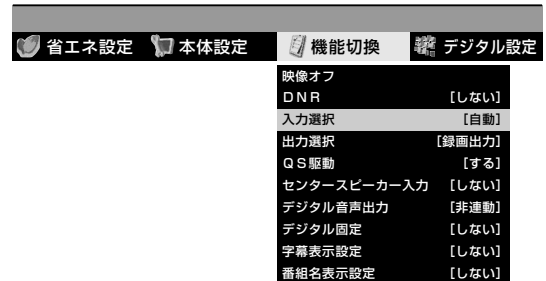 省エネ設定 本体設定 機能切換 デジタル設定
映像オフ
ＤＮＲ [しない]
入力選択 [自動]
出力選択 [録画出力]
ＱＳ駆動 [する]
センタースピーカー入力 [しない]
デジタル音声出力 [非連動]
デジタル固定 [しない]
字幕表示設定 [しない]
番組名表示設定 [しない]